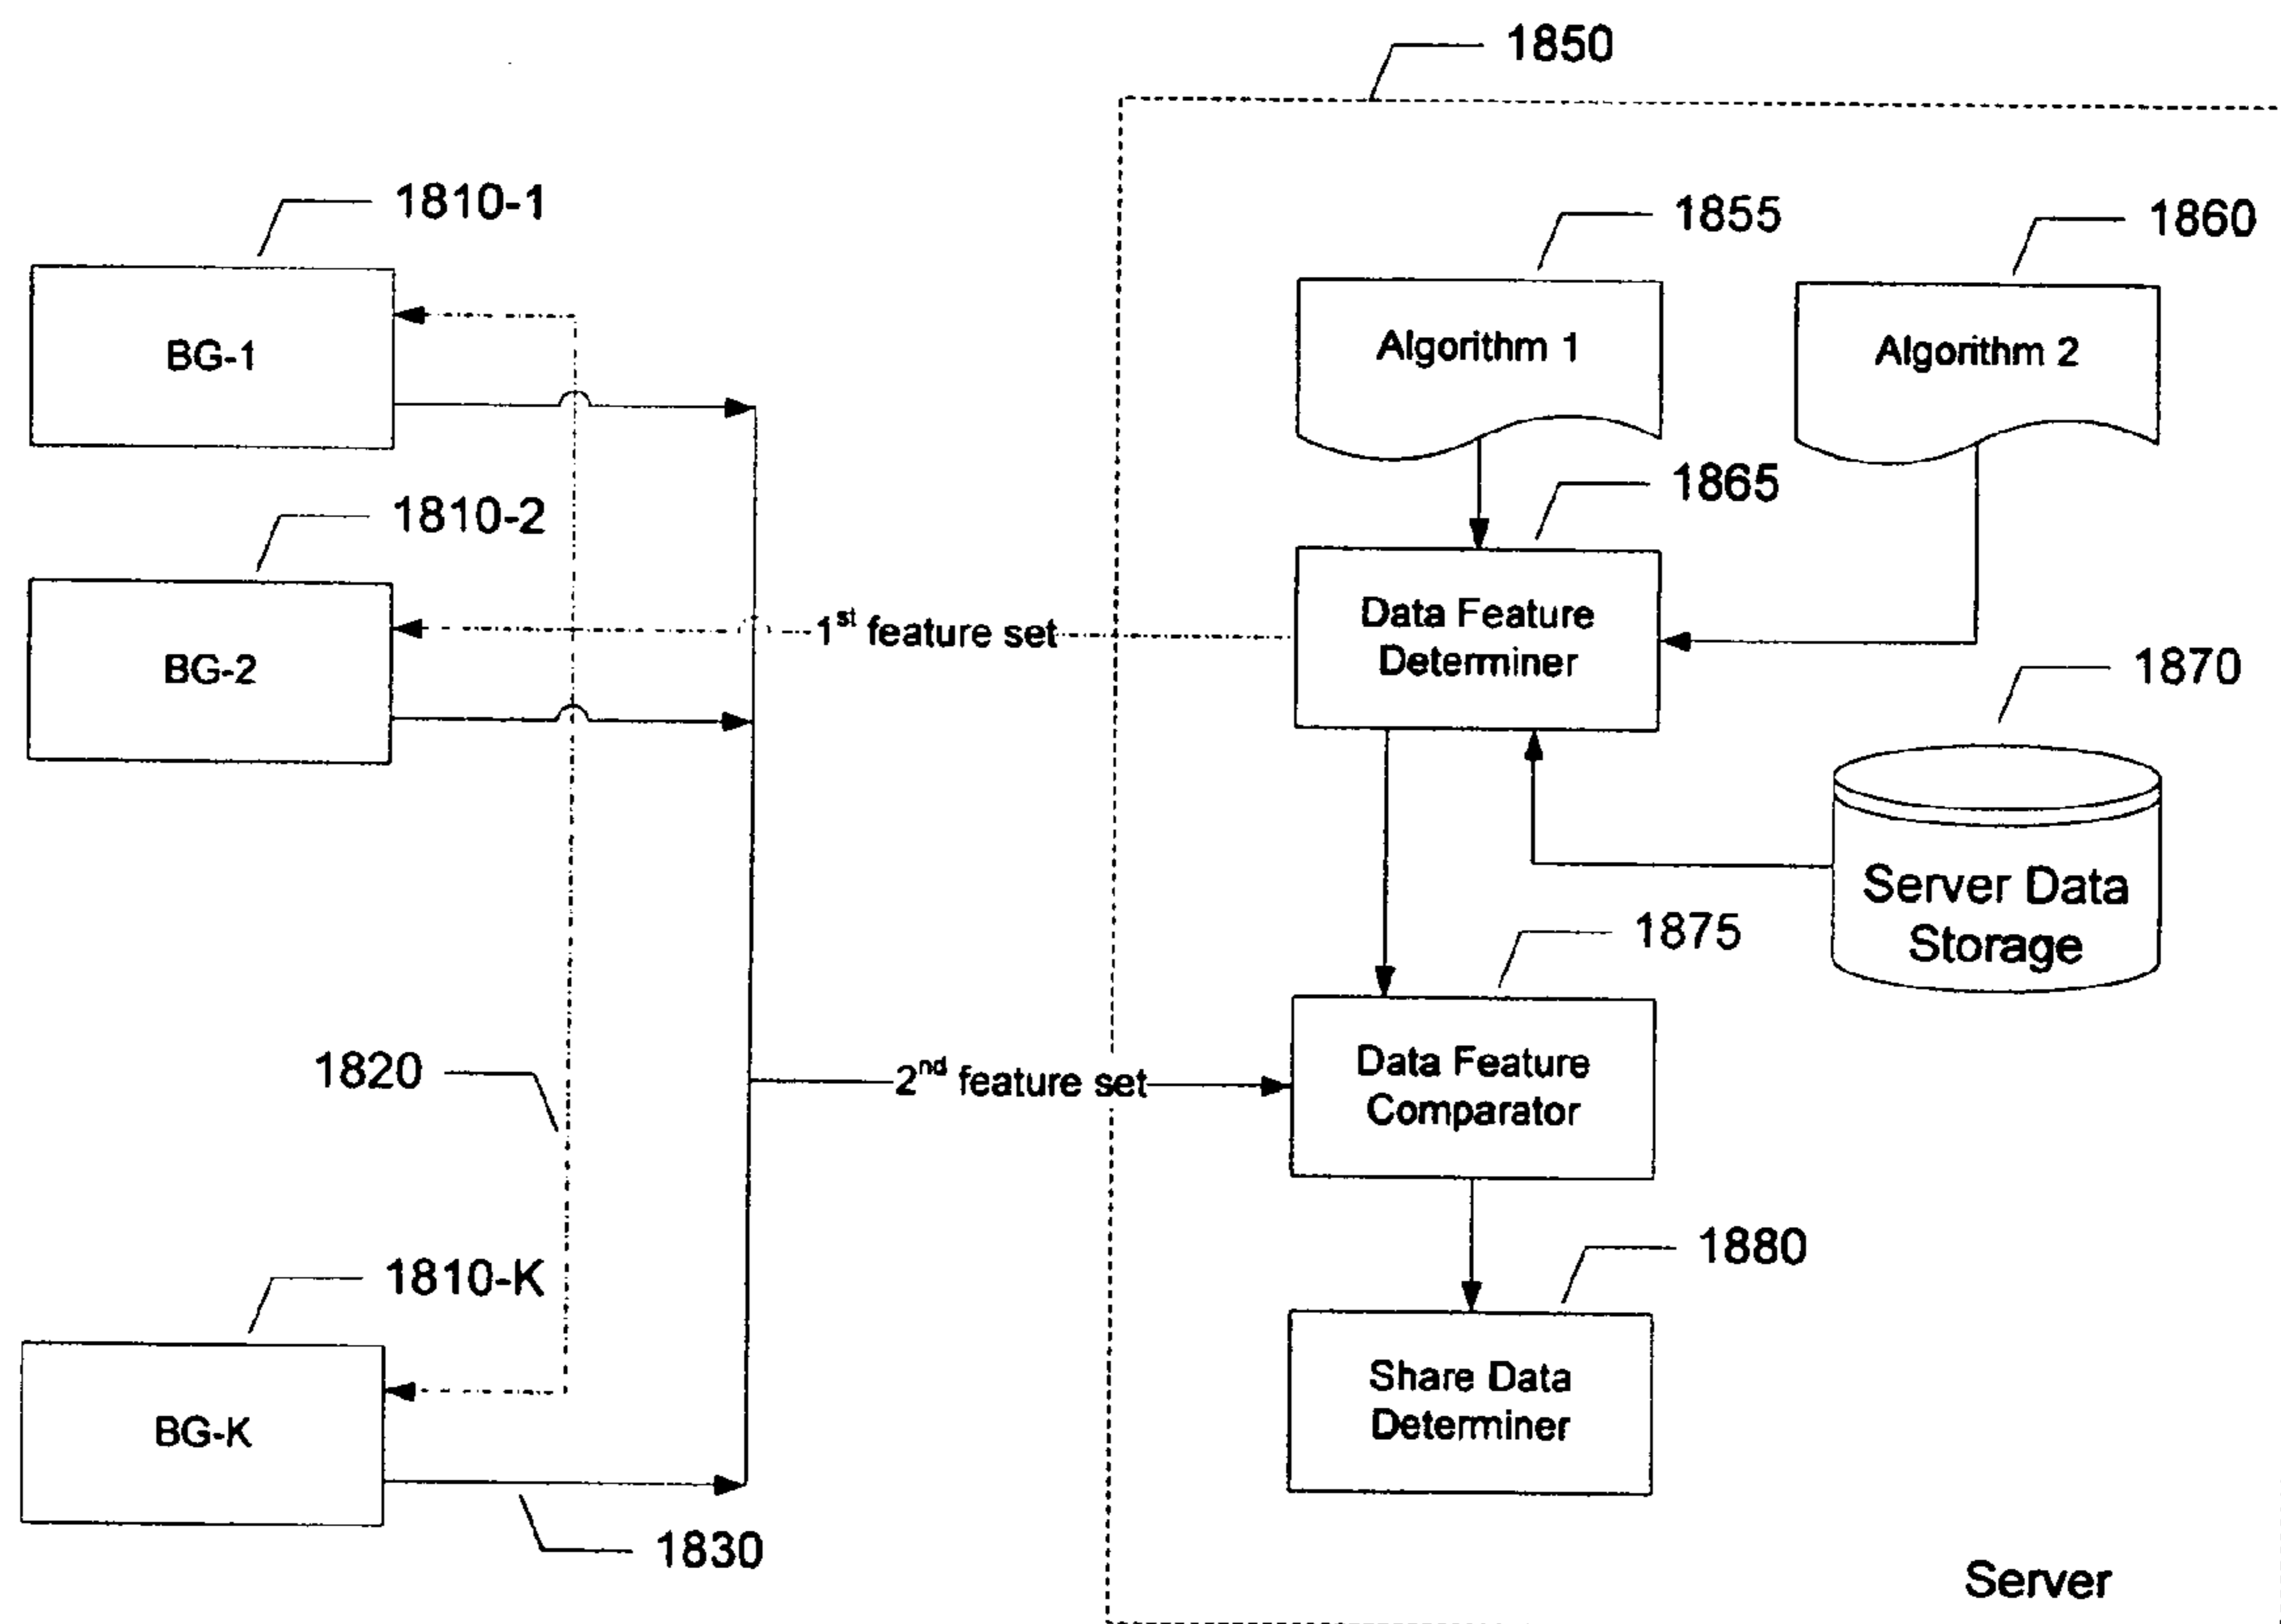 1850
1810-1
1855
1860
BG-1
Algorithm 1
Algorithm 2
1810-2
1865
BG-2
1st feature set
Data Feature
Determiner
1870
Server Data
Storage
1875
1820
2nd feature set
Data Feature
Comparator
1810-K
1880
BG-K
Share Data
Determiner
1830
Server